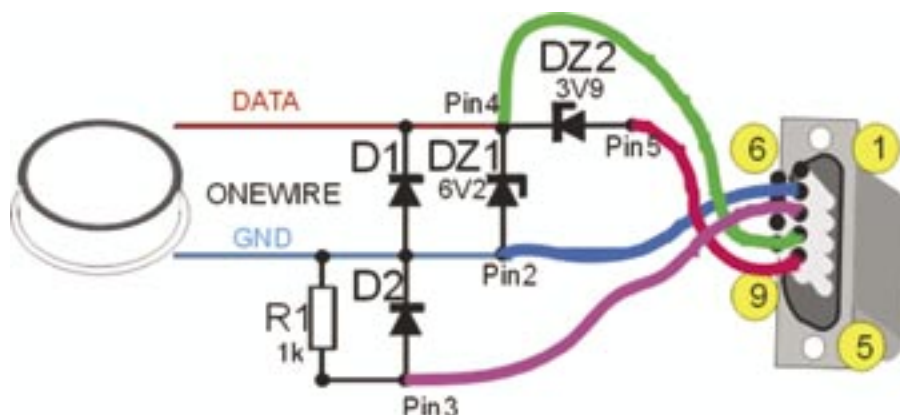 DZ2
3V9
DATA
Pin4
Pin5
6
1
D1
DZ1
6V2
ONEWIRE
GND
Pin2
D2
9
R1
1k
5
Pin3